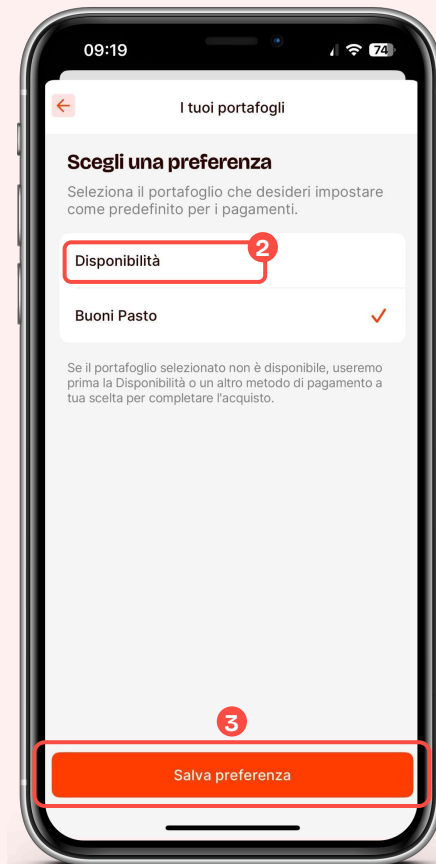 09:19
74
I tuoi portafogli
Scegli una preferenza
Seleziona il portafoglio che desideri impostare
come predefinito per i pagamenti.
2
Disponibilità
Buoni Pasto
Se il portafoglio selezionato non è disponibile, useremo
prima la Disponibilità o un altro metodo di pagamento a
tua scelta per completare l'acquisto.
3
Salva preferenza